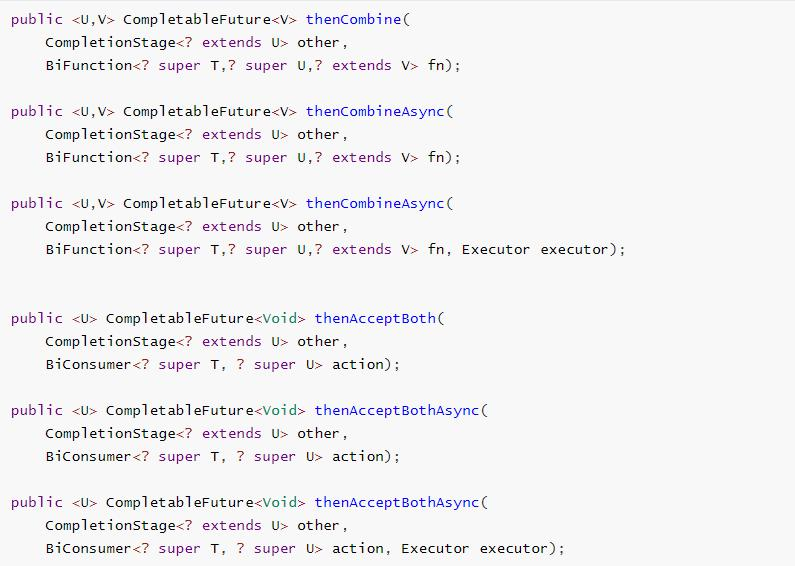 public <U,V> CompletableFuture<V> thenCombine(
    CompletionStage<? extends U> other,
    BiFunction<? super T,? super U,? extends V> fn);

public <U,V> CompletableFuture<V> thenCombineAsync(
    CompletionStage<? extends U> other,
    BiFunction<? super T,? super U,? extends V> fn);

public <U,V> CompletableFuture<V> thenCombineAsync(
    CompletionStage<? extends U> other,
    BiFunction<? super T,? super U,? extends V> fn, Executor executor);


public <U> CompletableFuture<Void> thenAcceptBoth(
    CompletionStage<? extends U> other,
    BiConsumer<? super T, ? super U> action);

public <U> CompletableFuture<Void> thenAcceptBothAsync(
    CompletionStage<? extends U> other,
    BiConsumer<? super T, ? super U> action);

public <U> CompletableFuture<Void> thenAcceptBothAsync(
    CompletionStage<? extends U> other,
    BiConsumer<? super T, ? super U> action, Executor executor);